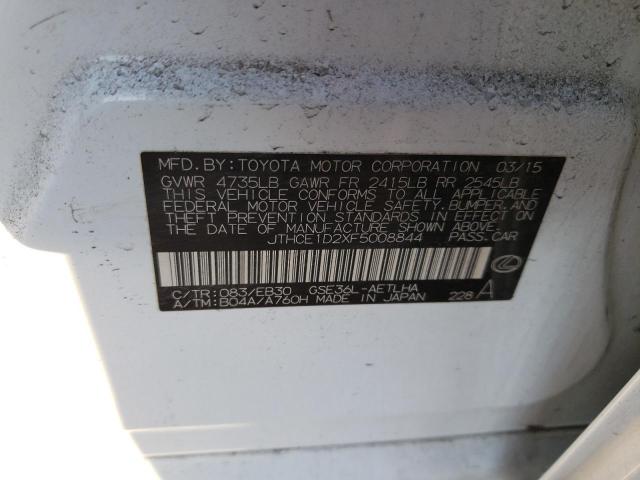 MFD. BY: TOYOTA MOTOR CORPORATION 03/15
GVWR 4735LB GAWR FR 2415LB RR 2545LB
THIS VEHICLE CONFORMS TO ALL APPLICABLE
FEDERAL MOTOR VEHICLE SAFETY, BUMPER, AND
THEFT PREVENTION STANDARDS IN EFFECT ON
THE DATE OF MANUFACTURE SHOWN ABOVE.
JTHCE1D2XF5008844 PASS.CAR
C/TR: 083/EB30 GSE36L-AETLHA
A/TM: B04A/A760H MADE IN JAPAN 228 A